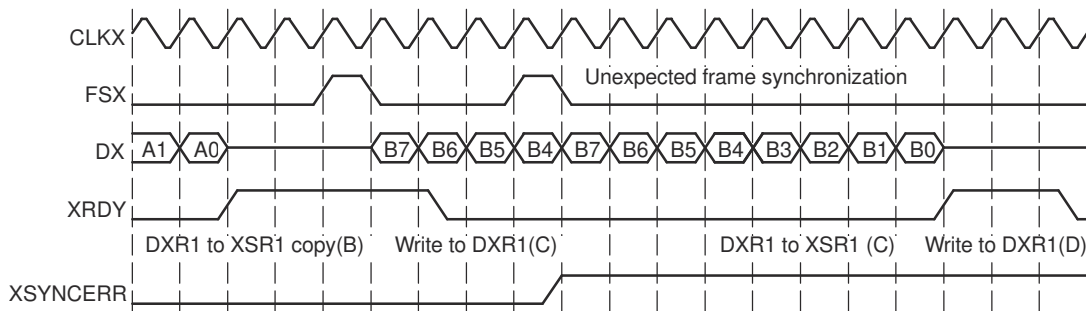 CLKX
FSX Unexpected frame synchronization
DX A1 A0 B7 B6 B5 B4 B7 B6 B5 B4 B3 B2 B1 B0
XRDY
DXR1 to XSR1 copy(B) Write to DXR1(C) DXR1 to XSR1 (C) Write to DXR1(D)
XSYNCERR